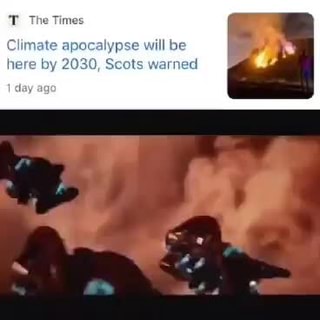 T The Times
Climate apocalypse will be
here by 2030, Scots warned
1 day ago